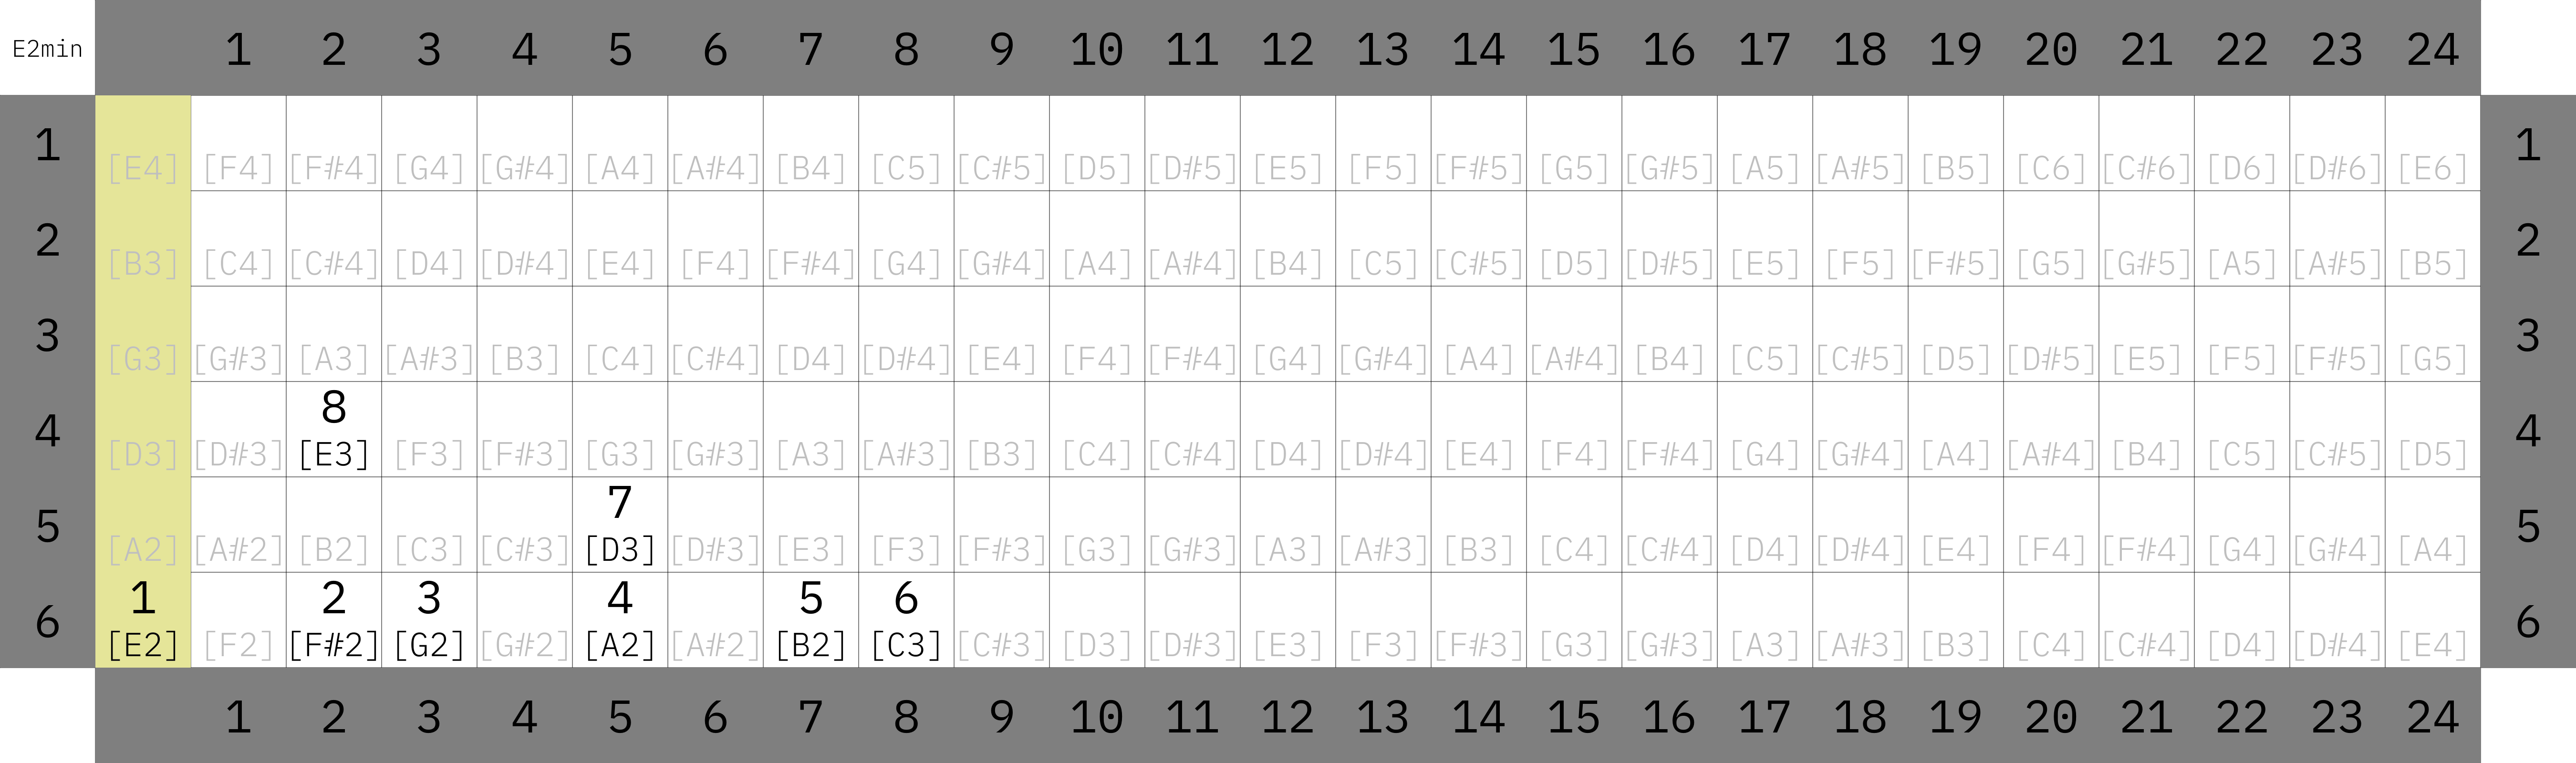 E2min 1 2 3 4 5 6 7 8 9 10 11 12 13 14 15 16 17 18 19 20 21 22 23 24
1 [E4] [F4] [F#4] [G4] [G#4] [A4] [A#4] [B4] [C5] [C#5] [D5] [D#5] [E5] [F5] [F#5] [G5] [G#5] [A5] [A#5] [B5] [C6] [C#6] [D6] [D#6] [E6] 1
2 [B3] [C4] [C#4] [D4] [D#4] [E4] [F4] [F#4] [G4] [G#4] [A4] [A#4] [B4] [C5] [C#5] [D5] [D#5] [E5] [F5] [F#5] [G5] [G#5] [A5] [A#5] [B5] 2
3 [G3] [G#3] [A3] [A#3] [B3] [C4] [C#4] [D4] [D#4] [E4] [F4] [F#4] [G4] [G#4] [A4] [A#4] [B4] [C5] [C#5] [D5] [D#5] [E5] [F5] [F#5] [G5] 3
8
4 [D3] [D#3] [E3] [F3] [F#3] [G3] [G#3] [A3] [A#3] [B3] [C4] [C#4] [D4] [D#4] [E4] [F4] [F#4] [G4] [G#4] [A4] [A#4] [B4] [C5] [C#5] [D5] 4
7
5 [A2] [A#2] [B2] [C3] [C#3] [D3] [D#3] [E3] [F3] [F#3] [G3] [G#3] [A3] [A#3] [B3] [C4] [C#4] [D4] [D#4] [E4] [F4] [F#4] [G4] [G#4] [A4] 5
1 2 3 4 5 6
6 [E2] [F2] [F#2] [G2] [G#2] [A2] [A#2] [B2] [C3] [C#3] [D3] [D#3] [E3] [F3] [F#3] [G3] [G#3] [A3] [A#3] [B3] [C4] [C#4] [D4] [D#4] [E4] 6
1 2 3 4 5 6 7 8 9 10 11 12 13 14 15 16 17 18 19 20 21 22 23 24